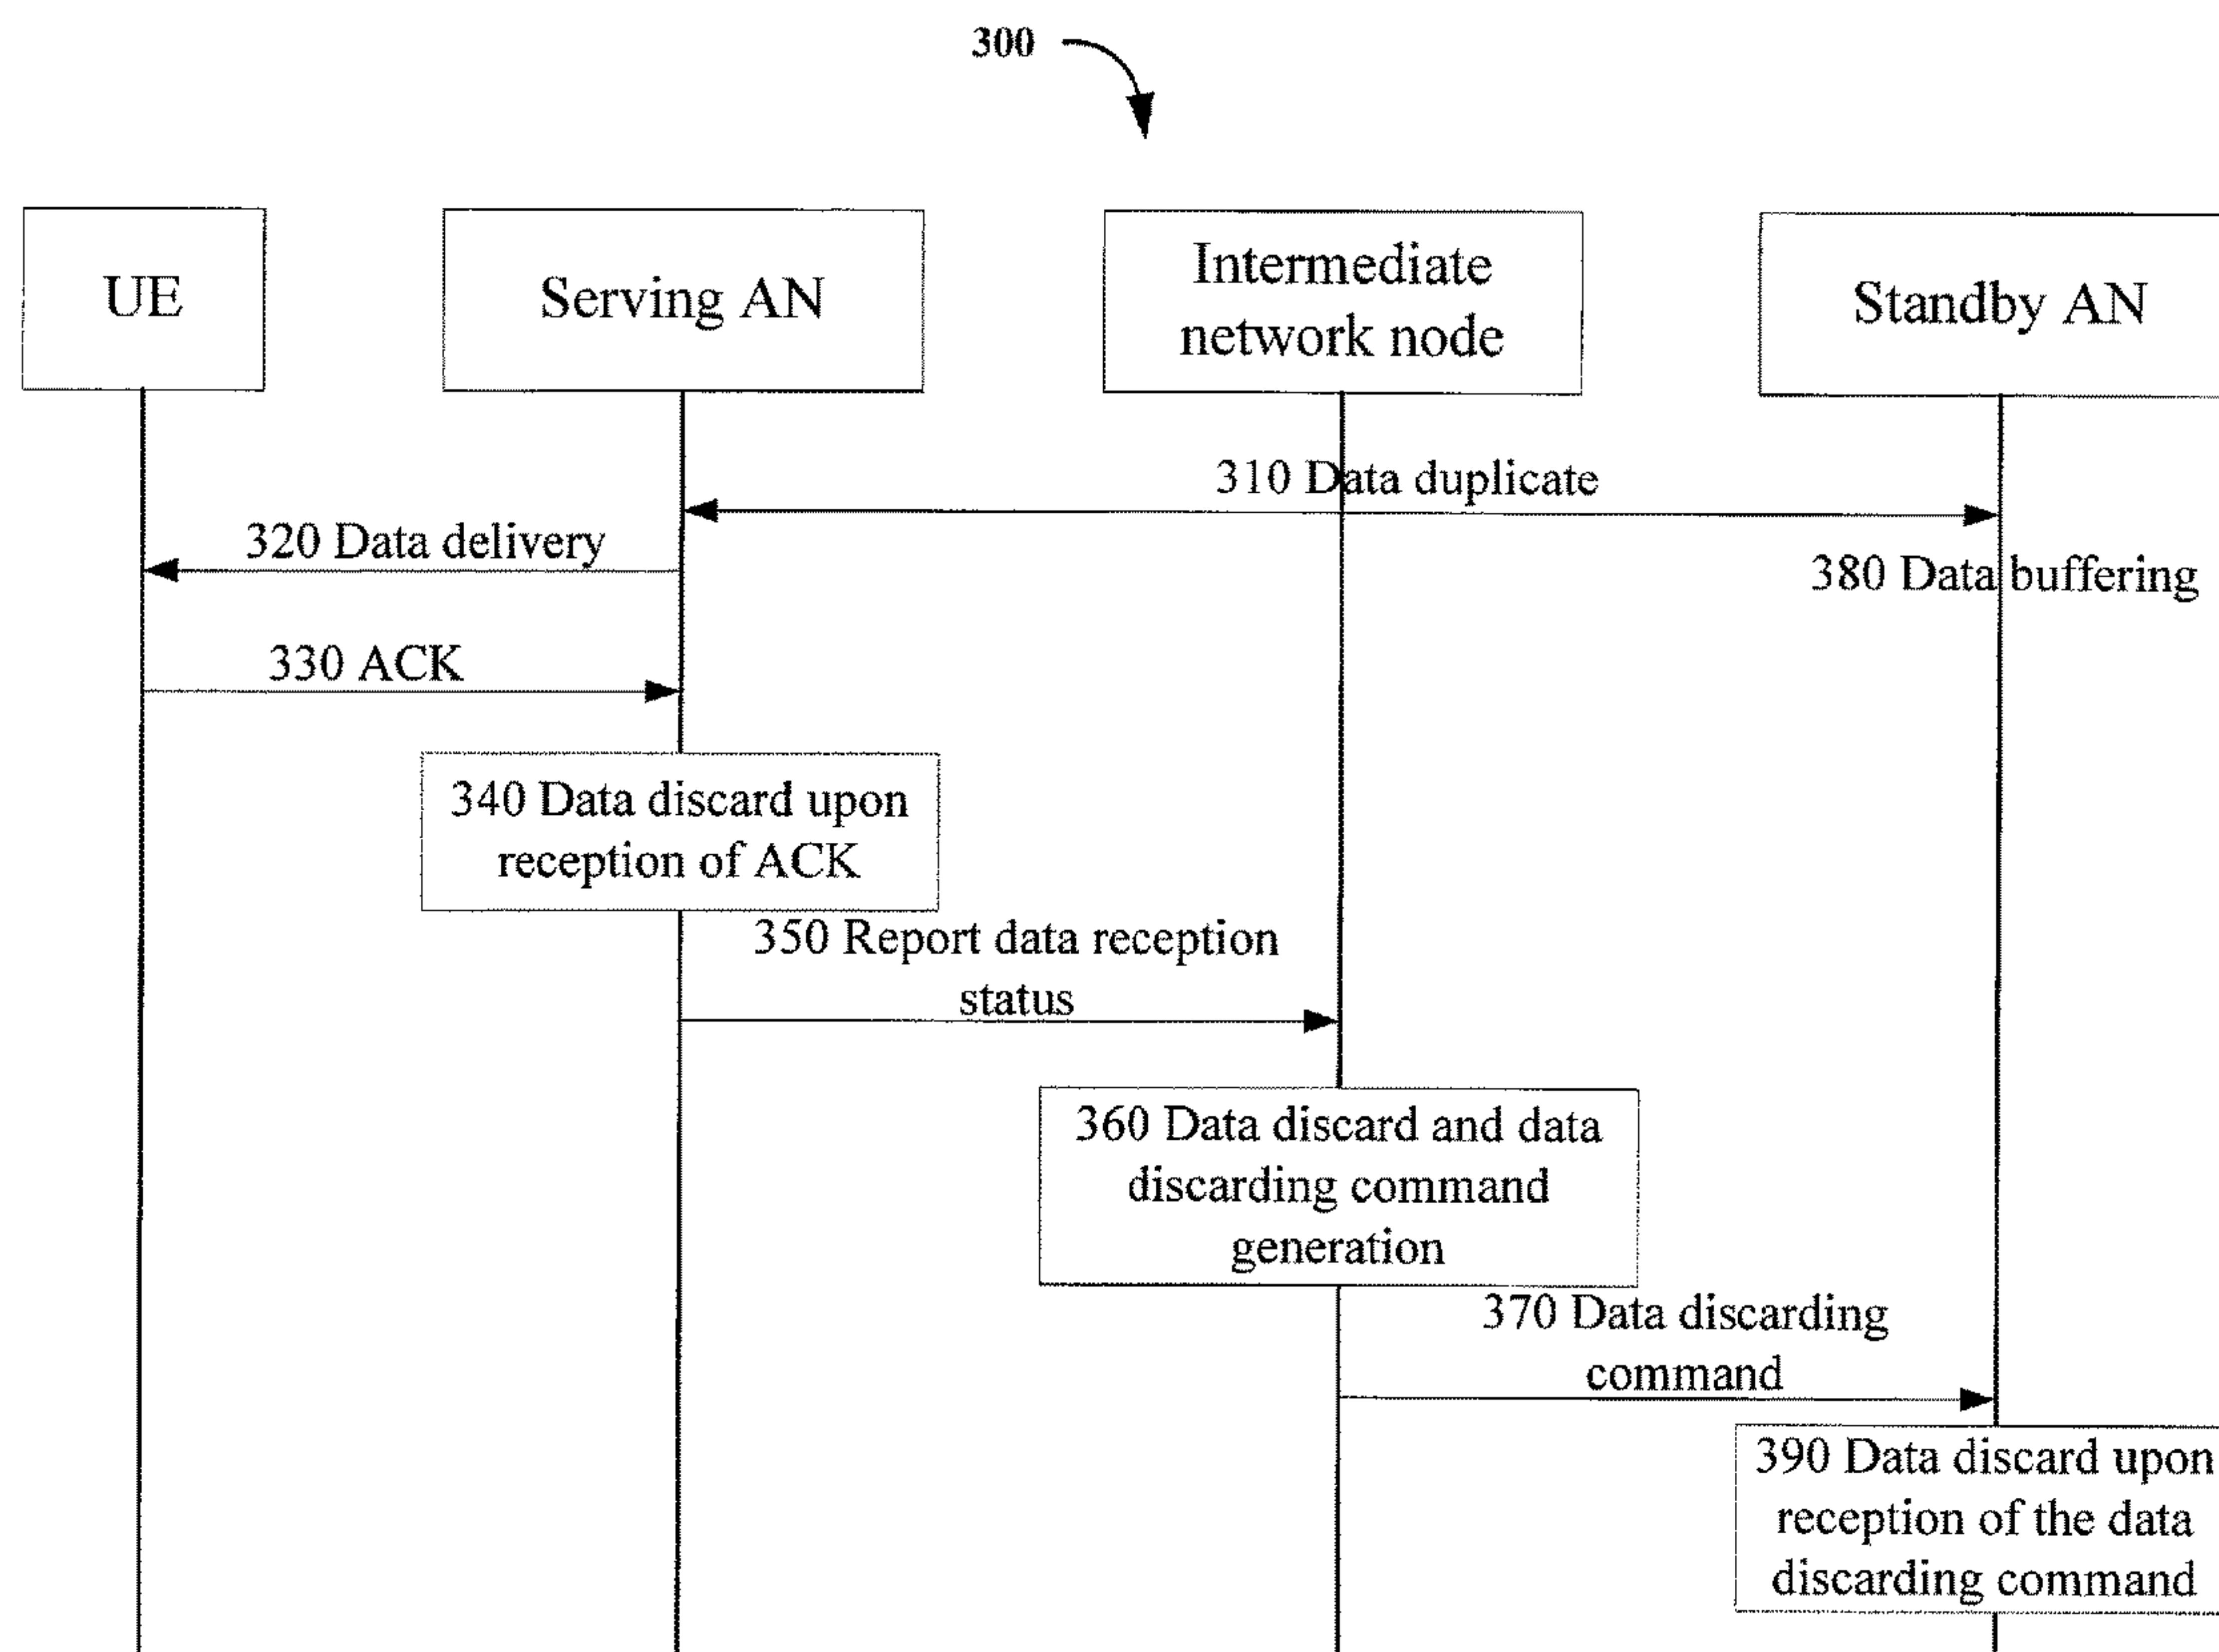 300
UE
Serving AN
Intermediate
network node
Standby AN
310 Data duplicate
320 Data delivery
380 Data buffering
330 ACK
340 Data discard upon
reception of ACK
350 Report data reception
status
360 Data discard and data
discarding command
generation
370 Data discarding
command
390 Data discard upon
reception of the data
discarding command